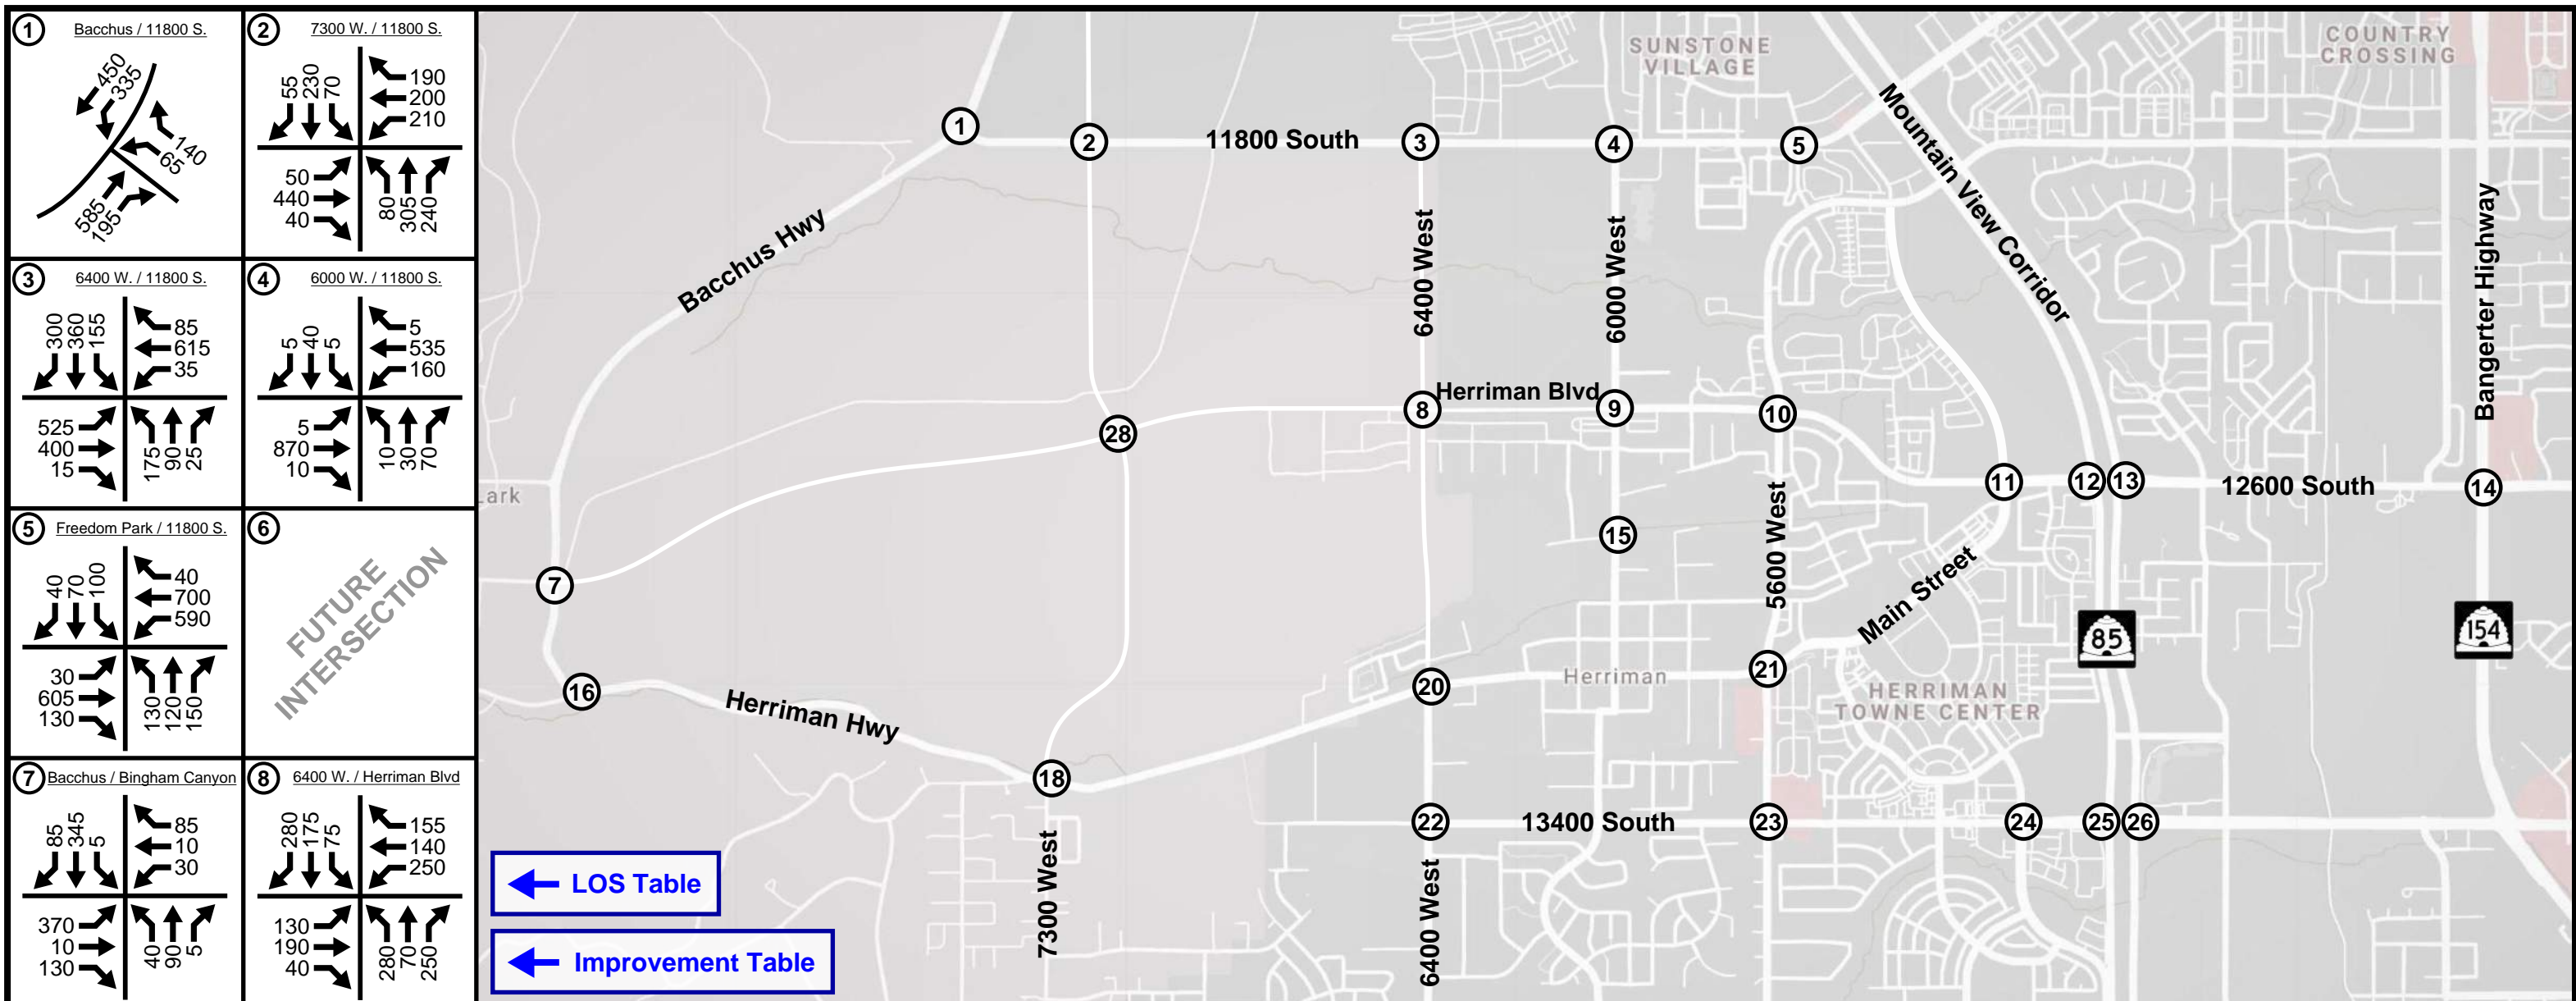 1 Bacchus / 11800 S.
450
335
140
65
585
195
2 7300 W. / 11800 S.
55 230 70
190
200
210
50
440
40
80 305 240
3 6400 W. / 11800 S.
300 360 155
85
615
35
525
400
15
175 90 25
4 6000 W. / 11800 S.
5 40 5
5
535
160
5
870
10
10 30 70
5 Freedom Park / 11800 S.
40 70 100
40
700
590
30
605
130
130 120 150
6
FUTURE
INTERSECTION
7 Bacchus / Bingham Canyon
85 345 5
85
10
30
370
10
130
40 90 5
8 6400 W. / Herriman Blvd
280 175 75
155
140
250
130
190
40
280 70 250
SUNSTONE
VILLAGE
COUNTRY
CROSSING
1
2
11800 South
3
4
5
Mountain View Corridor
Bacchus Hwy
6400 West
6000 West
Bangerter Highway
28
8
Herriman Blvd
9
10
11
12
13
12600 South
14
Lark
15
5600 West
7
Main Street
85
154
16
Herriman Hwy
20
Herriman
21
HERRIMAN
TOWNE CENTER
18
22
13400 South
23
24
25
26
7300 West
6400 West
LOS Table
Improvement Table